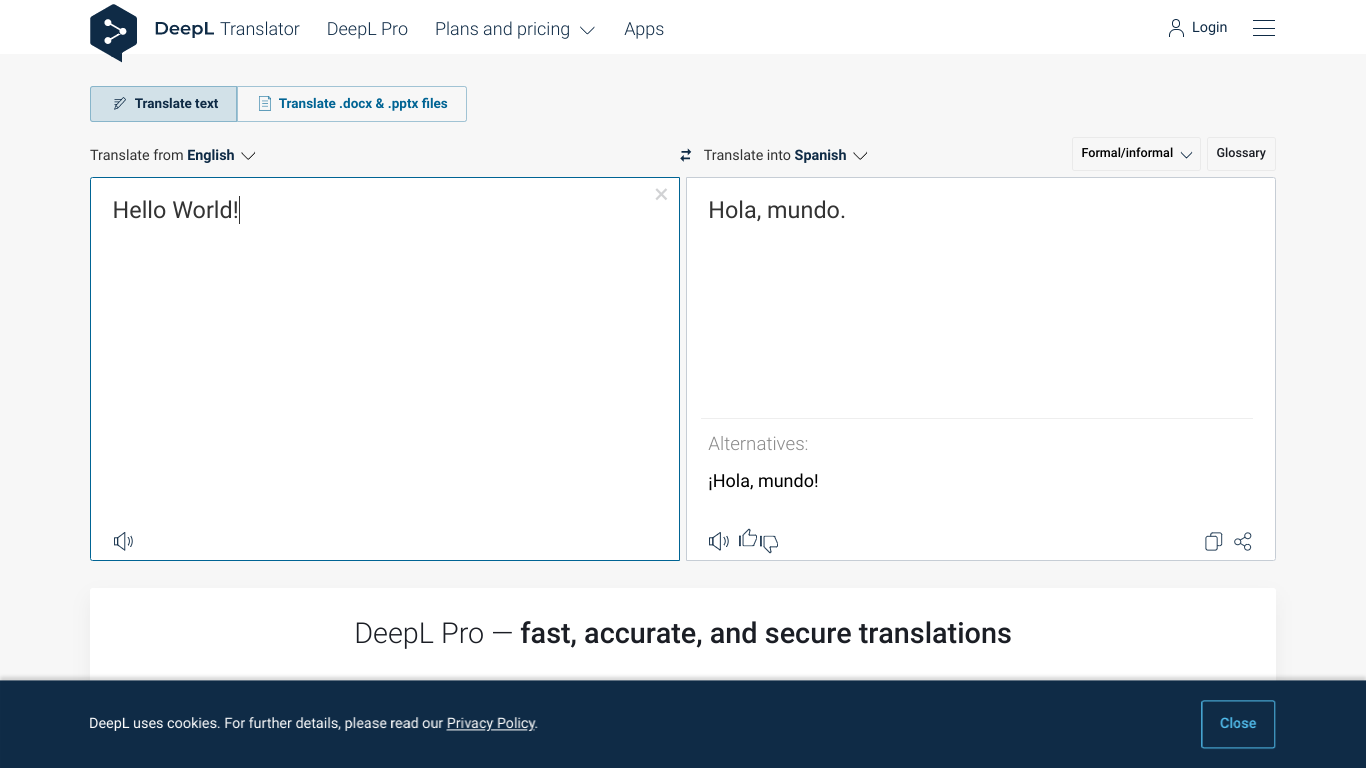 DeepL Translator DeepL Pro Plans and pricing Apps Login
Translate text Translate .docx & .pptx files
Translate from English
Translate into Spanish
Formal/informal
Glossary
Hello World!
Hola, mundo.
Alternatives:
¡Hola, mundo!
DeepL Pro — fast, accurate, and secure translations
DeepL uses cookies. For further details, please read our Privacy Policy.
Close